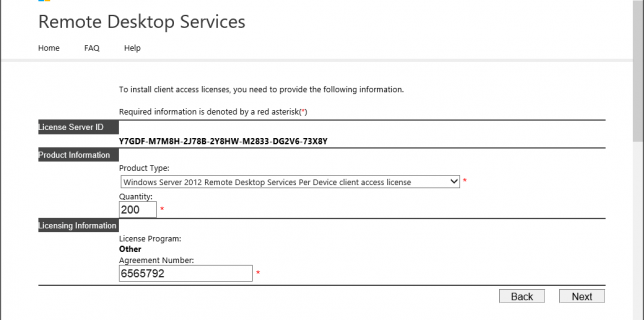 Remote Desktop Services
Home FAQ Help
To install client access licenses, you need to provide the following information.
Required information is denoted by a red asterisk(*)
License Server ID
Y7GDF-M7M8H-2J78B-2Y8HW-M2833-DG2V6-73X8Y
Product Information
Product Type:
Windows Server 2012 Remote Desktop Services Per Device client access license *
Quantity:
200 *
Licensing Information
License Program:
Other
Agreement Number:
6565792 *
Back Next